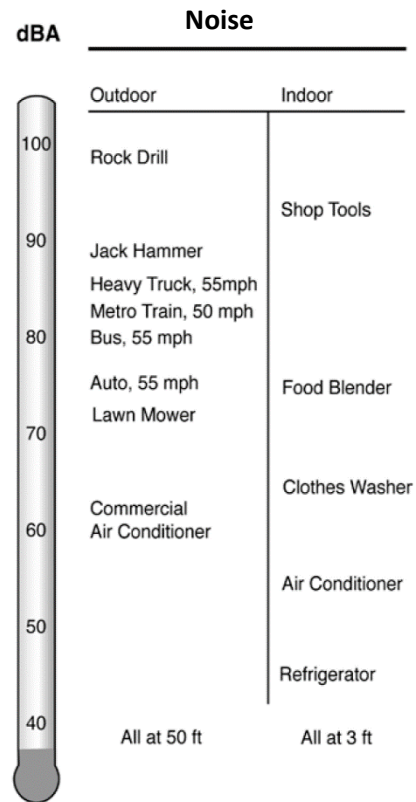 Noise
dBA
Outdoor Indoor
100
Rock Drill
Shop Tools
90
Jack Hammer
Heavy Truck, 55mph
Metro Train, 50 mph
80
Bus, 55 mph
Auto, 55 mph
Food Blender
Lawn Mower
70
Clothes Washer
Commercial
60
Air Conditioner
Air Conditioner
50
Refrigerator
40
All at 50 ft All at 3 ft